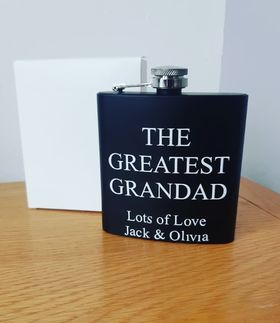 THE
GREATEST
GRANDAD
Lots of Love
Jack & Olivia